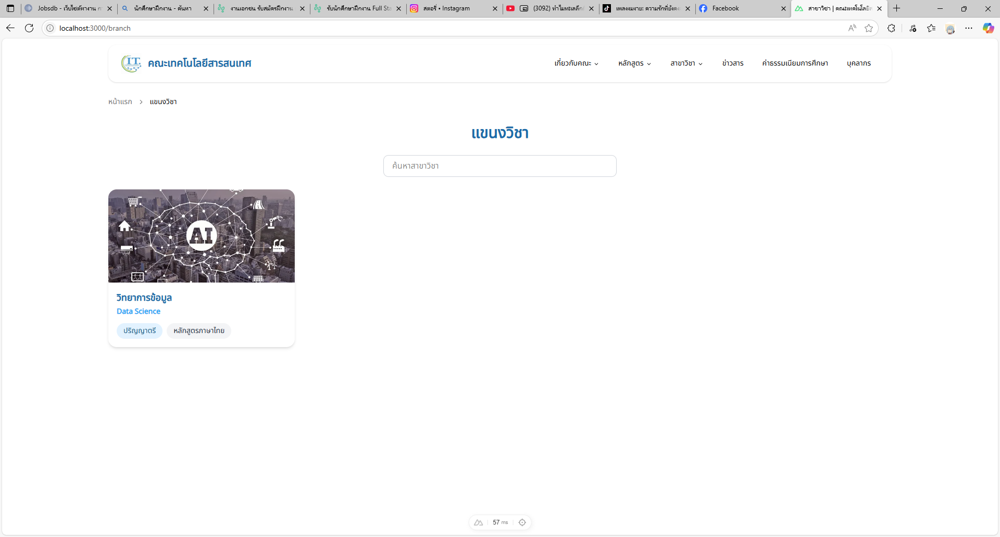 Jobsdb - เว็บไซต์หางาน
นักศึกษาฝึกงาน - ค้นหา
งานเอกชน รับสมัครฝึกงาน
รับนักศึกษาฝึกงาน Full
สตอรี่ • Instagram
(3092) ทำไมทะเลลึก
เพลงงมงาย: ความรักที่ยังคง
Facebook
สาขาวิชา | คณะเทคโนโลยี
localhost:3000/branch
IT.
คณะเทคโนโลยีสารสนเทศ
เกี่ยวกับคณะ
หลักสูตร
สาขาวิชา
ข่าวสาร
ค่าธรรมเนียมการศึกษา
บุคลากร
หน้าแรก > แขนงวิชา
แขนงวิชา
ค้นหาสาขาวิชา
AI
วิทยาการข้อมูล
Data Science
ปริญญาตรี
หลักสูตรภาษาไทย
57 ms